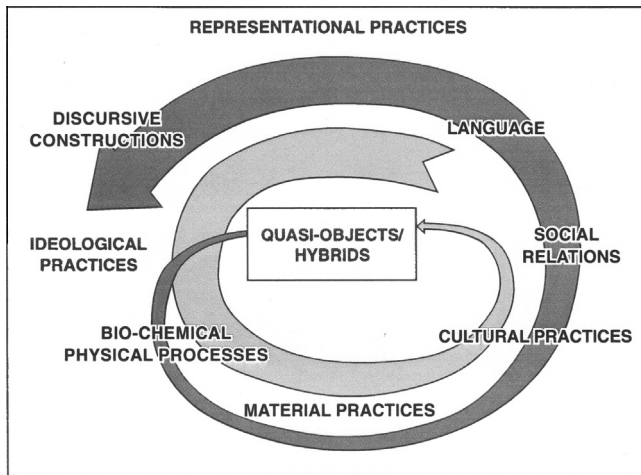 REPRESENTATIONAL PRACTICES
DISCURSIVE
CONSTRUCTIONS
LANGUAGE
IDEOLOGICAL
PRACTICES
QUASI-OBJECTS/
HYBRIDS
SOCIAL
RELATIONS
BIO-CHEMICAL
PHYSICAL PROCESSES
CULTURAL PRACTICES
MATERIAL PRACTICES